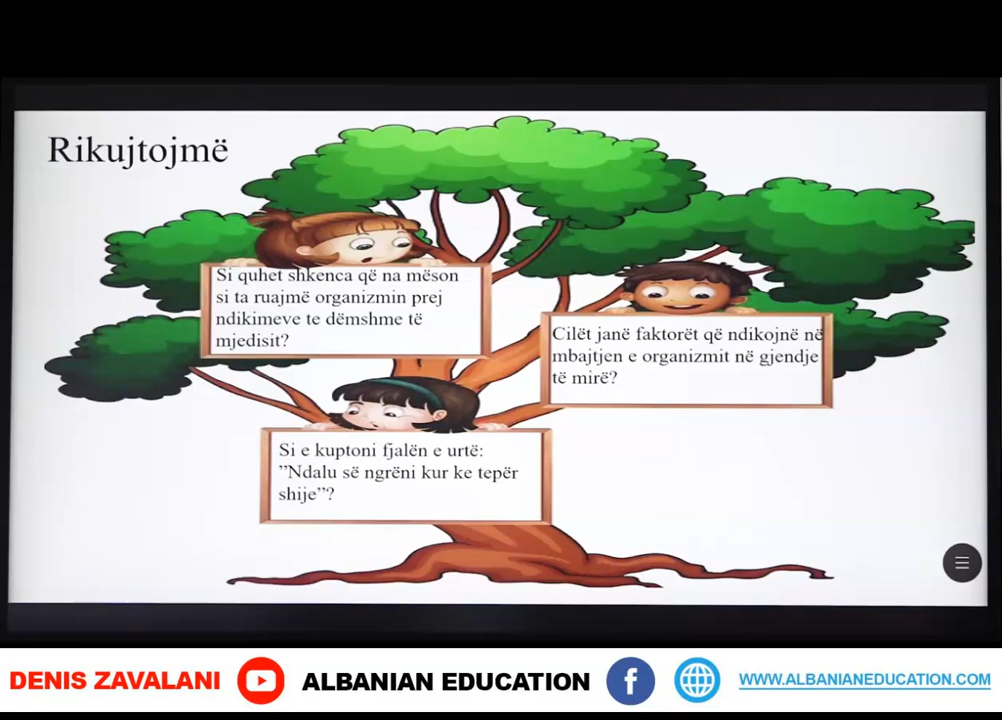 Rikujtojmë
Si quhet shkenca që na mëson
si ta ruajmë organizmin prej
ndikimeve te dëmshme të
mjedisit?
Cilët janë faktorët që ndikojnë në
mbajtjen e organizmit në gjendje
të mirë?
Si e kuptoni fjalën e urtë:
”Ndalu së ngrëni kur ke tepër
shije”?
DENIS ZAVALANI
ALBANIAN EDUCATION
WWW.ALBANIANEDUCATION.COM